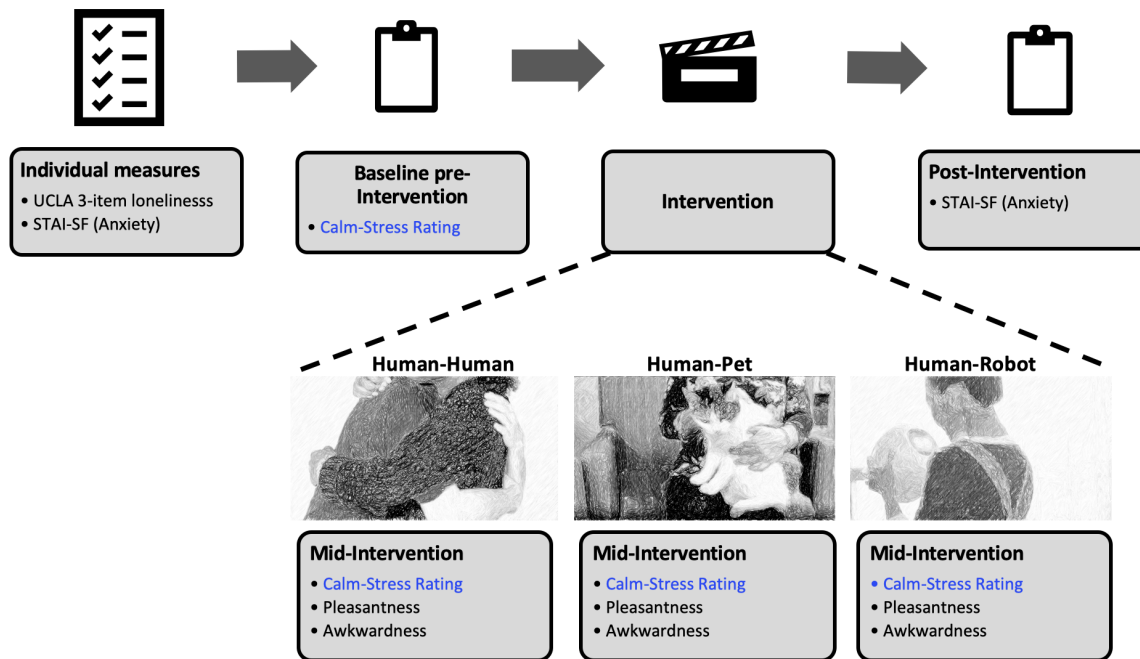 Individual measures
• UCLA 3-item lonelinesss
• STAI-SF (Anxiety)
Baseline pre-
Intervention
• Calm-Stress Rating
Intervention
Post-Intervention
• STAI-SF (Anxiety)
Human-Human
Human-Pet
Human-Robot
Mid-Intervention
• Calm-Stress Rating
• Pleasantness
• Awkwardness
Mid-Intervention
• Calm-Stress Rating
• Pleasantness
• Awkwardness
Mid-Intervention
• Calm-Stress Rating
• Pleasantness
• Awkwardness